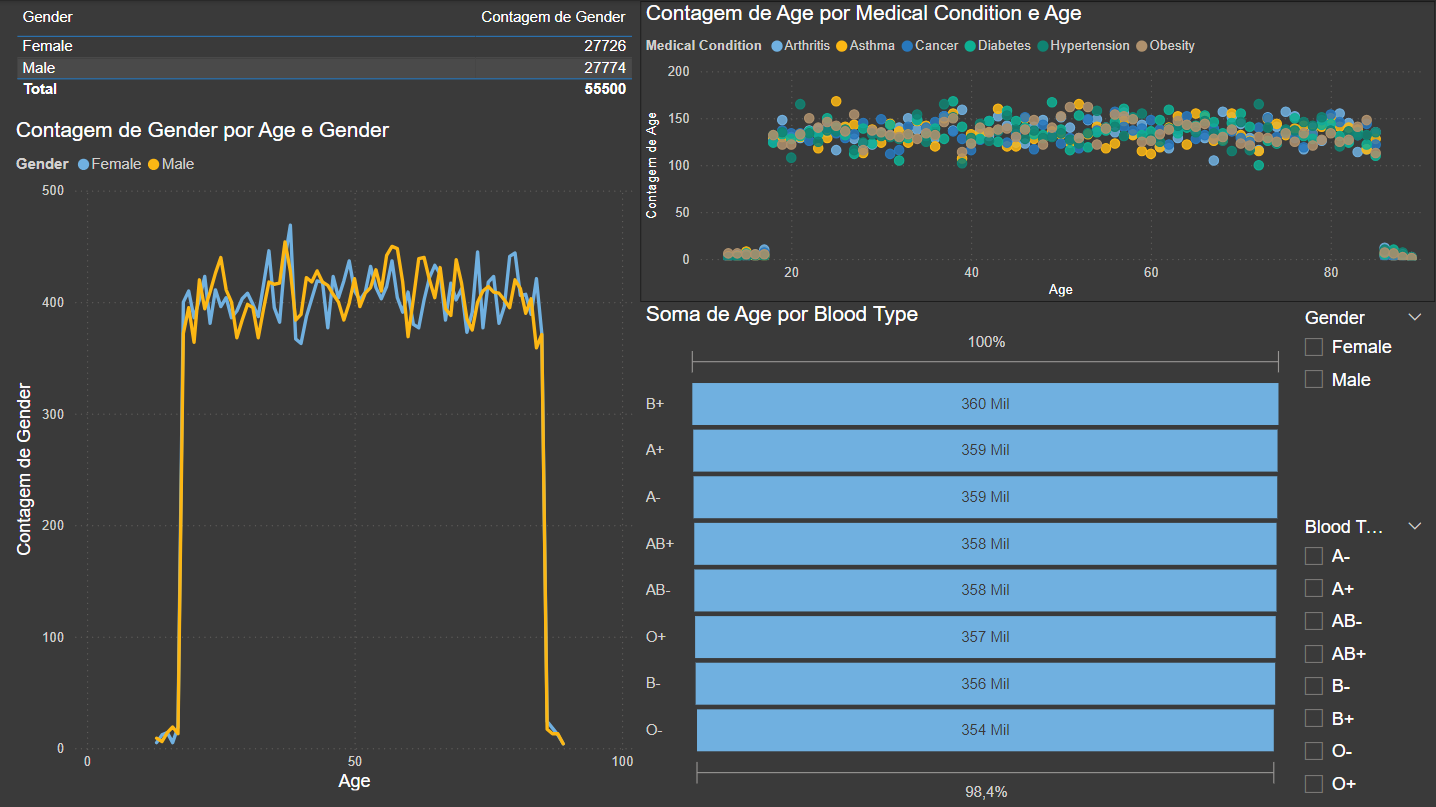 Gender Contagem de Gender
Female 27726
Male 27774
Total 55500
Contagem de Gender por Age e Gender
Gender Female Male
500
400
300
200
100
0
Contagem de Gender
0 50 100
Age
Contagem de Age por Medical Condition e Age
Medical Condition Arthritis Asthma Cancer Diabetes Hypertension Obesity
200
150
100
50
0
Contagem de Age
20 40 60 80
Age
Soma de Age por Blood Type
100%
B+ 360 Mil
A+ 359 Mil
A- 359 Mil
AB+ 358 Mil
AB- 358 Mil
O+ 357 Mil
B- 356 Mil
O- 354 Mil
98,4%
Gender
Female
Male
Blood T...
A-
A+
AB-
AB+
B-
B+
O-
O+